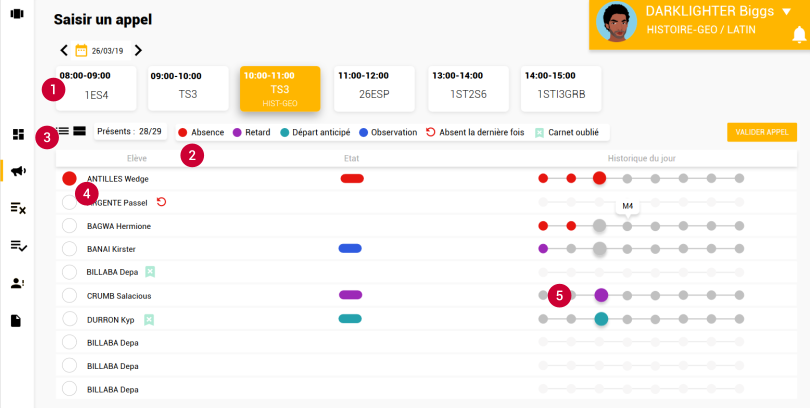 Saisir un appel
DARKLIGHTER Biggs
HISTOIRE-GEO / LATIN
26/03/19
08:00-09:00
1ES4
09:00-10:00
TS3
10:00-11:00
TS3
HIST-GEO
11:00-12:00
26ESP
13:00-14:00
1ST2S6
14:00-15:00
1STI3GRB
1
3
Présents : 28/29
Absence
Retard
Départ anticipé
Observation
Absent la dernière fois
Carnet oublié
VALIDER APPEL
2
Elève
Etat
Historique du jour
ANTILLES Wedge
4
Passel
M4
BAGWA Hermione
BANAI Kirster
BILLABA Depa
CRUMB Salacious
5
DURRON Kyp
BILLABA Depa
BILLABA Depa
BILLABA Depa